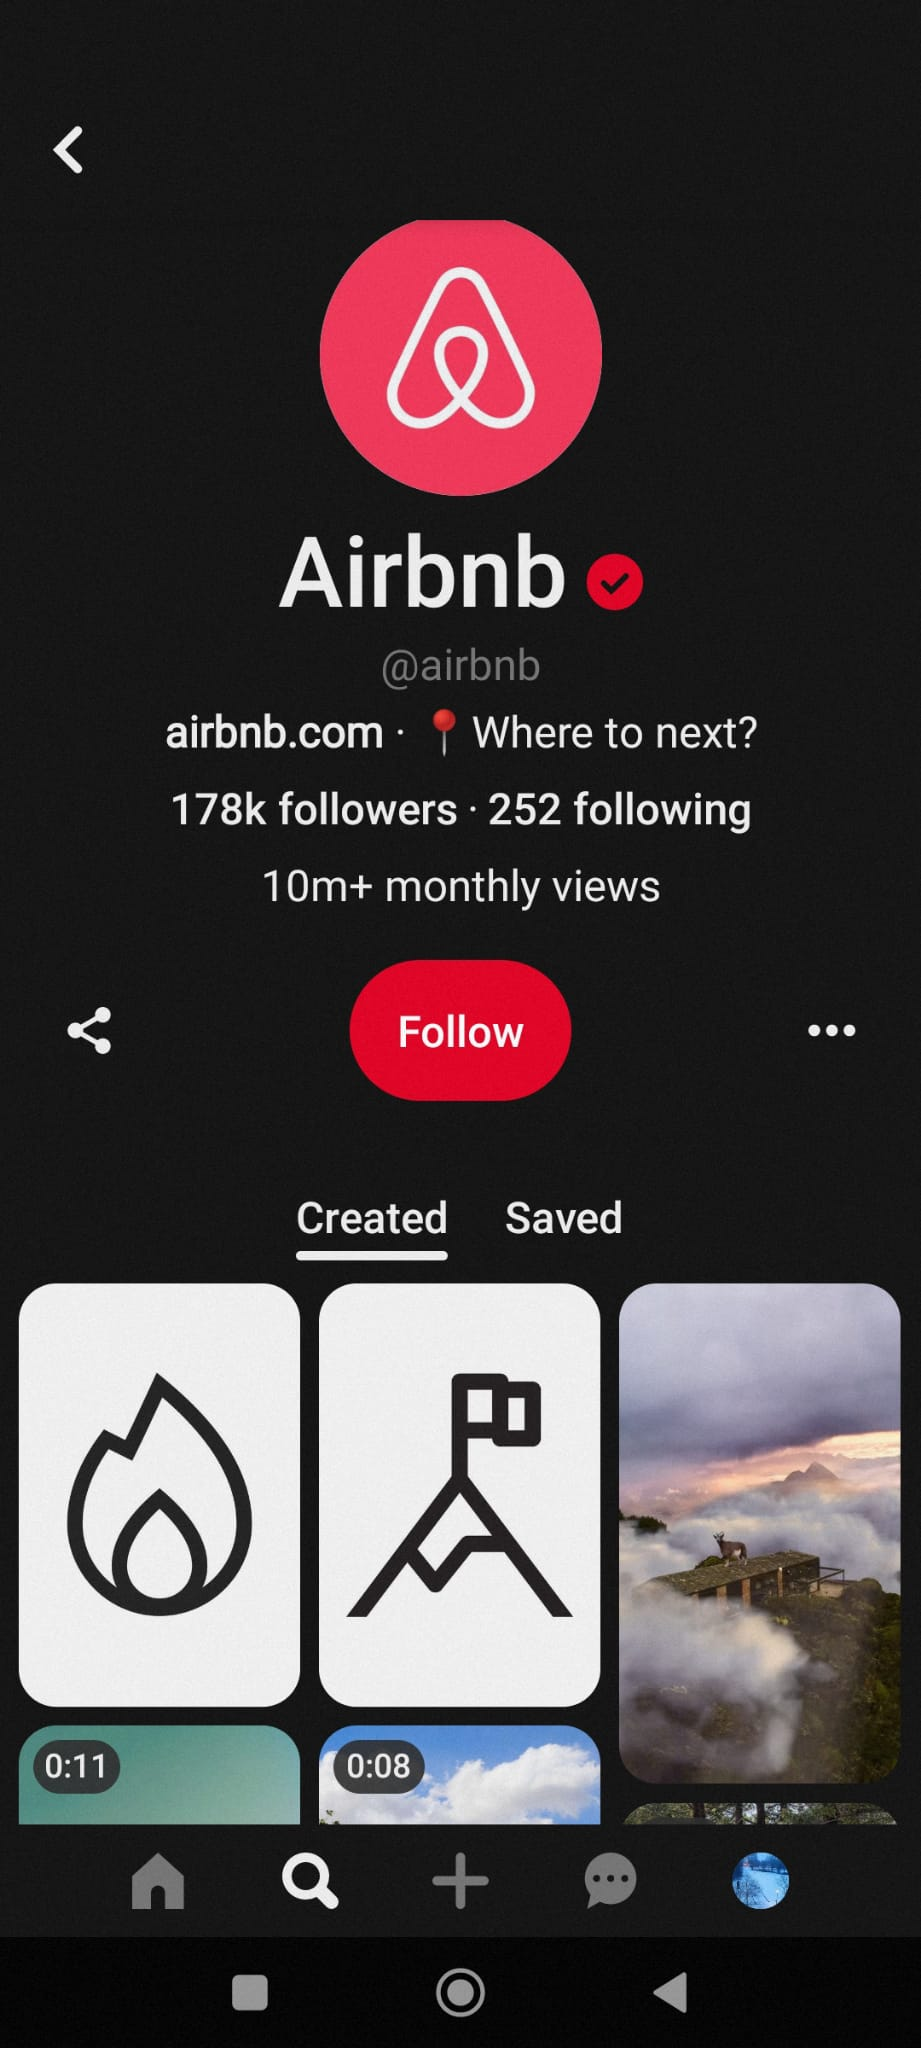 Airbnb
@airbnb
airbnb.com · 📍 Where to next?
178k followers · 252 following
10m+ monthly views
Follow
Created Saved
0:11 0:08